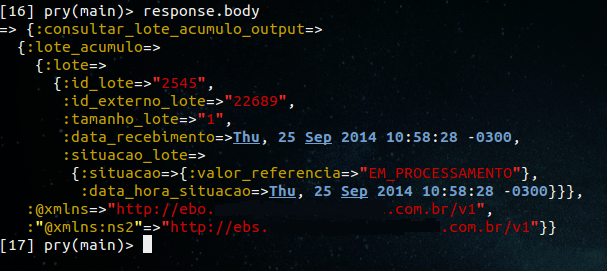 [16] pry(main)> response.body
=> {:consultar_lote_acumulo_output=>
{:lote_acumulo=>
{:lote=>
{:id_lote=>"2545",
:id_externo_lote=>"22689",
:tamanho_lote=>"1",
:data_recebimento=>Thu, 25 Sep 2014 10:58:28 -0300,
:situacao_lote=>
{:situacao=>{:valor_referencia=>"EM_PROCESSAMENTO"},
:data_hora_situacao=>Thu, 25 Sep 2014 10:58:28 -0300}}},
:@xmlns=>"http://ebo. .com.br/v1",
:"@xmlns:ns2"=>"http://ebs. .com.br/v1"}}
[17] pry(main)>